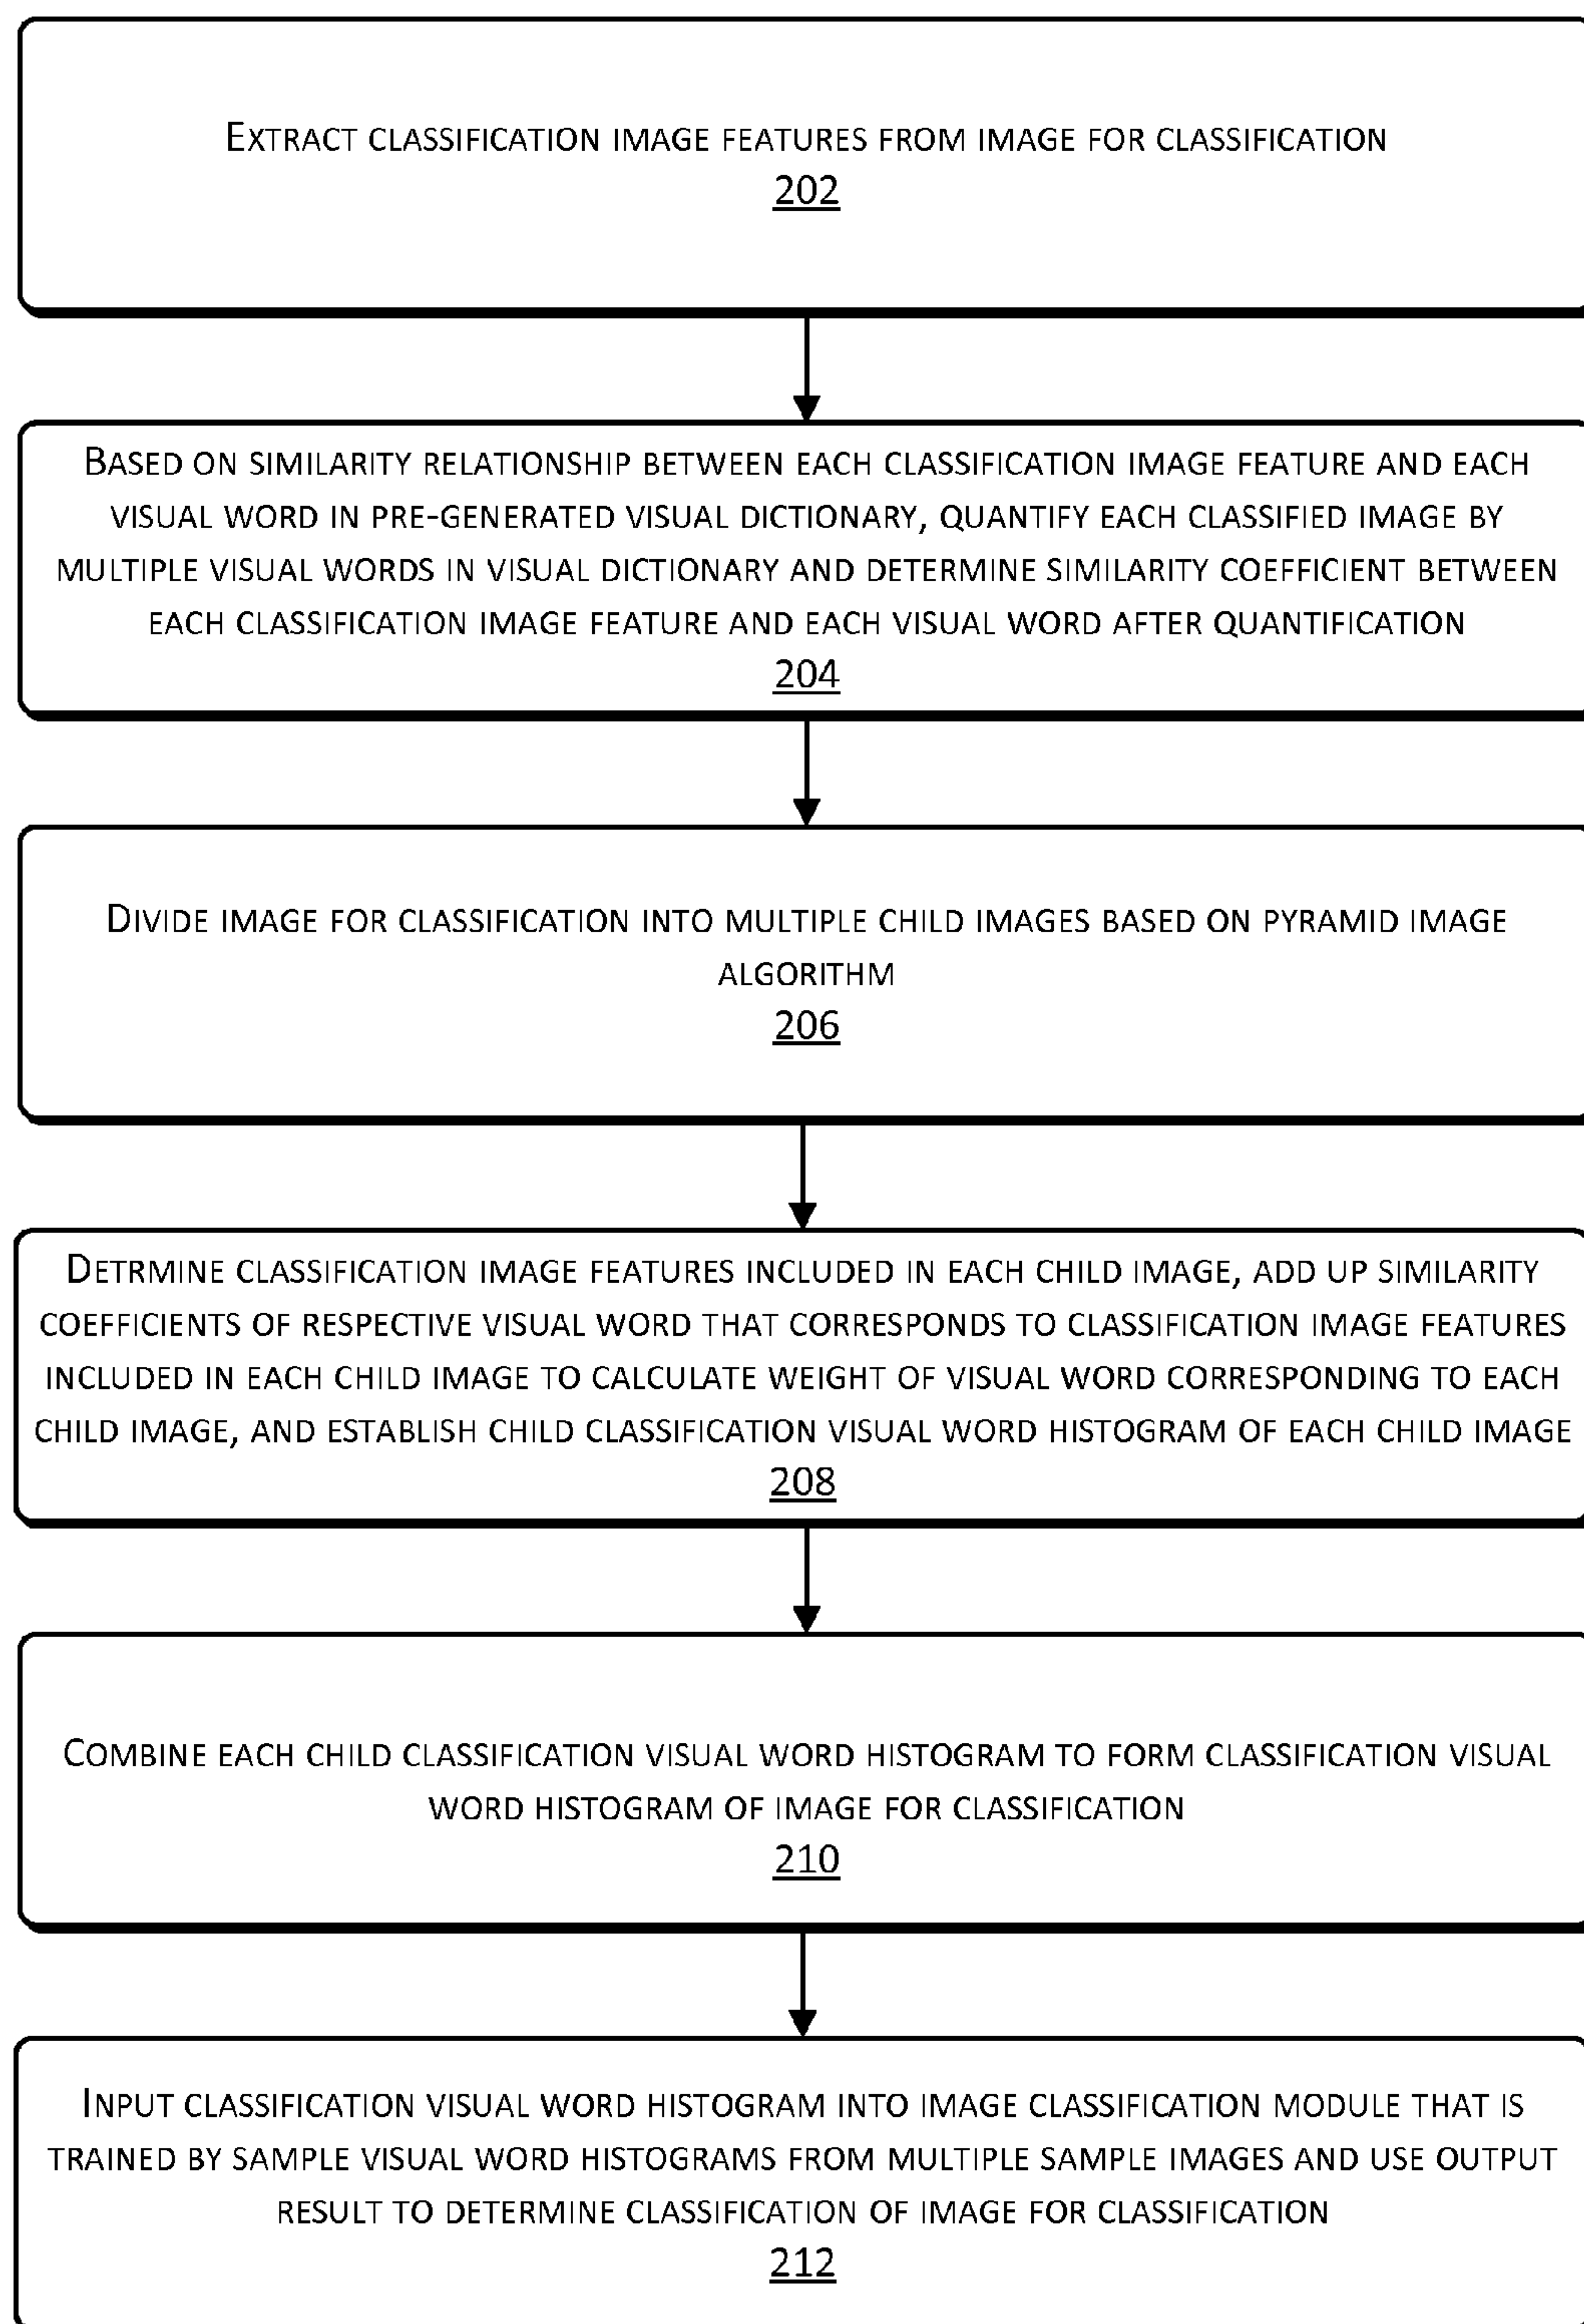 EXTRACT CLASSIFICATION IMAGE FEATURES FROM IMAGE FOR CLASSIFICATION
202
BASED ON SIMILARITY RELATIONSHIP BETWEEN EACH CLASSIFICATION IMAGE FEATURE AND EACH
VISUAL WORD IN PRE-GENERATED VISUAL DICTIONARY, QUANTIFY EACH CLASSIFIED IMAGE BY
MULTIPLE VISUAL WORDS IN VISUAL DICTIONARY AND DETERMINE SIMILARITY COEFFICIENT BETWEEN
EACH CLASSIFICATION IMAGE FEATURE AND EACH VISUAL WORD AFTER QUANTIFICATION
204
DIVIDE IMAGE FOR CLASSIFICATION INTO MULTIPLE CHILD IMAGES BASED ON PYRAMID IMAGE
ALGORITHM
206
DETRMINE CLASSIFICATION IMAGE FEATURES INCLUDED IN EACH CHILD IMAGE, ADD UP SIMILARITY
COEFFICIENTS OF RESPECTIVE VISUAL WORD THAT CORRESPONDS TO CLASSIFICATION IMAGE FEATURES
INCLUDED IN EACH CHILD IMAGE TO CALCULATE WEIGHT OF VISUAL WORD CORRESPONDING TO EACH
CHILD IMAGE, AND ESTABLISH CHILD CLASSIFICATION VISUAL WORD HISTOGRAM OF EACH CHILD IMAGE
208
COMBINE EACH CHILD CLASSIFICATION VISUAL WORD HISTOGRAM TO FORM CLASSIFICATION VISUAL
WORD HISTOGRAM OF IMAGE FOR CLASSIFICATION
210
INPUT CLASSIFICATION VISUAL WORD HISTOGRAM INTO IMAGE CLASSIFICATION MODULE THAT IS
TRAINED BY SAMPLE VISUAL WORD HISTOGRAMS FROM MULTIPLE SAMPLE IMAGES AND USE OUTPUT
RESULT TO DETERMINE CLASSIFICATION OF IMAGE FOR CLASSIFICATION
212